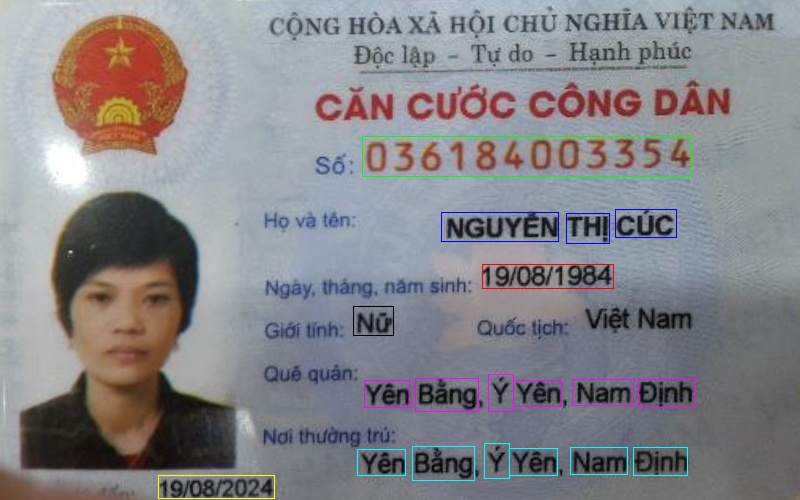 CỘNG HÒA XÃ HỘI CHỦ NGHĨA VIỆT NAM
Độc lập - Tự do - Hạnh phúc
CĂN CƯỚC CÔNG DÂN
Số: 036184003354
Họ và tên: NGUYỄN THỊ CÚC
Ngày, tháng, năm sinh: 19/08/1984
Giới tính: Nữ Quốc tịch: Việt Nam
Quê quán: Yên Bằng, Ý Yên, Nam Định
Nơi thường trú: Yên Bằng, Ý Yên, Nam Định
19/08/2024